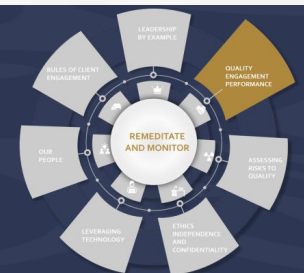 LEADERSHIP
BY EXAMPLE
QUALITY
ENGAGEMENT
PERFORMANCE
ASSESSING
RISKS TO
QUALITY
ETHICS
INDEPENDENCE
AND
CONFIDENTIALITY
LEVERAGING
TECHNOLOGY
OUR
PEOPLE
RULES OF CLIENT
ENGAGEMENT
REMEDITATE
AND MONITOR